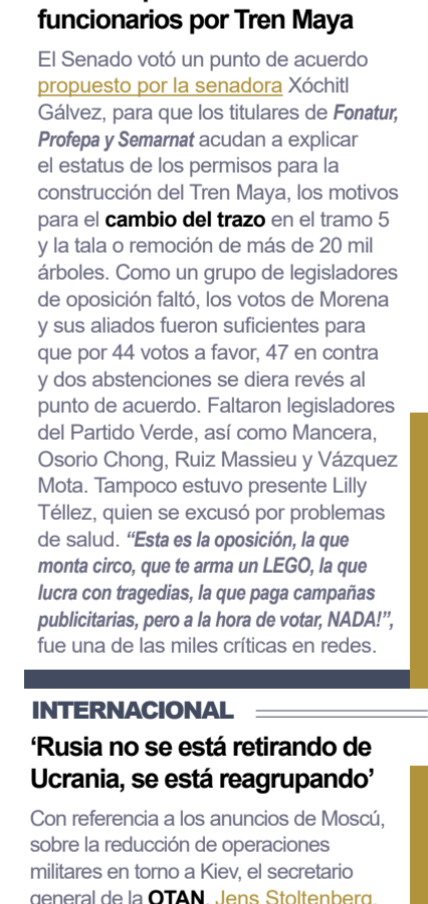 funcionarios por Tren Maya
El Senado votó un punto de acuerdo
propuesto por la senadora Xóchitl
Gálvez, para que los titulares de Fonatur,
Profepa y Semarnat acudan a explicar
el estatus de los permisos para la
construcción del Tren Maya, los motivos
para el cambio del trazo en el tramo 5
y la tala o remoción de más de 20 mil
árboles. Como un grupo de legisladores
de oposición faltó, los votos de Morena
y sus aliados fueron suficientes para
que por 44 votos a favor, 47 en contra
y dos abstenciones se diera revés al
punto de acuerdo. Faltaron legisladores
del Partido Verde, así como Mancera,
Osorio Chong, Ruiz Massieu y Vázquez
Mota. Tampoco estuvo presente Lilly
Téllez, quien se excusó por problemas
de salud. “Esta es la oposición, la que
monta circo, que te arma un LEGO, la que
lucra con tragedias, la que paga campañas
publicitarias, pero a la hora de votar, NADA!”,
fue una de las miles críticas en redes.
INTERNACIONAL
‘Rusia no se está retirando de
Ucrania, se está reagrupando’
Con referencia a los anuncios de Moscú,
sobre la reducción de operaciones
militares en torno a Kiev, el secretario
general de la OTAN, Jens Stoltenberg,